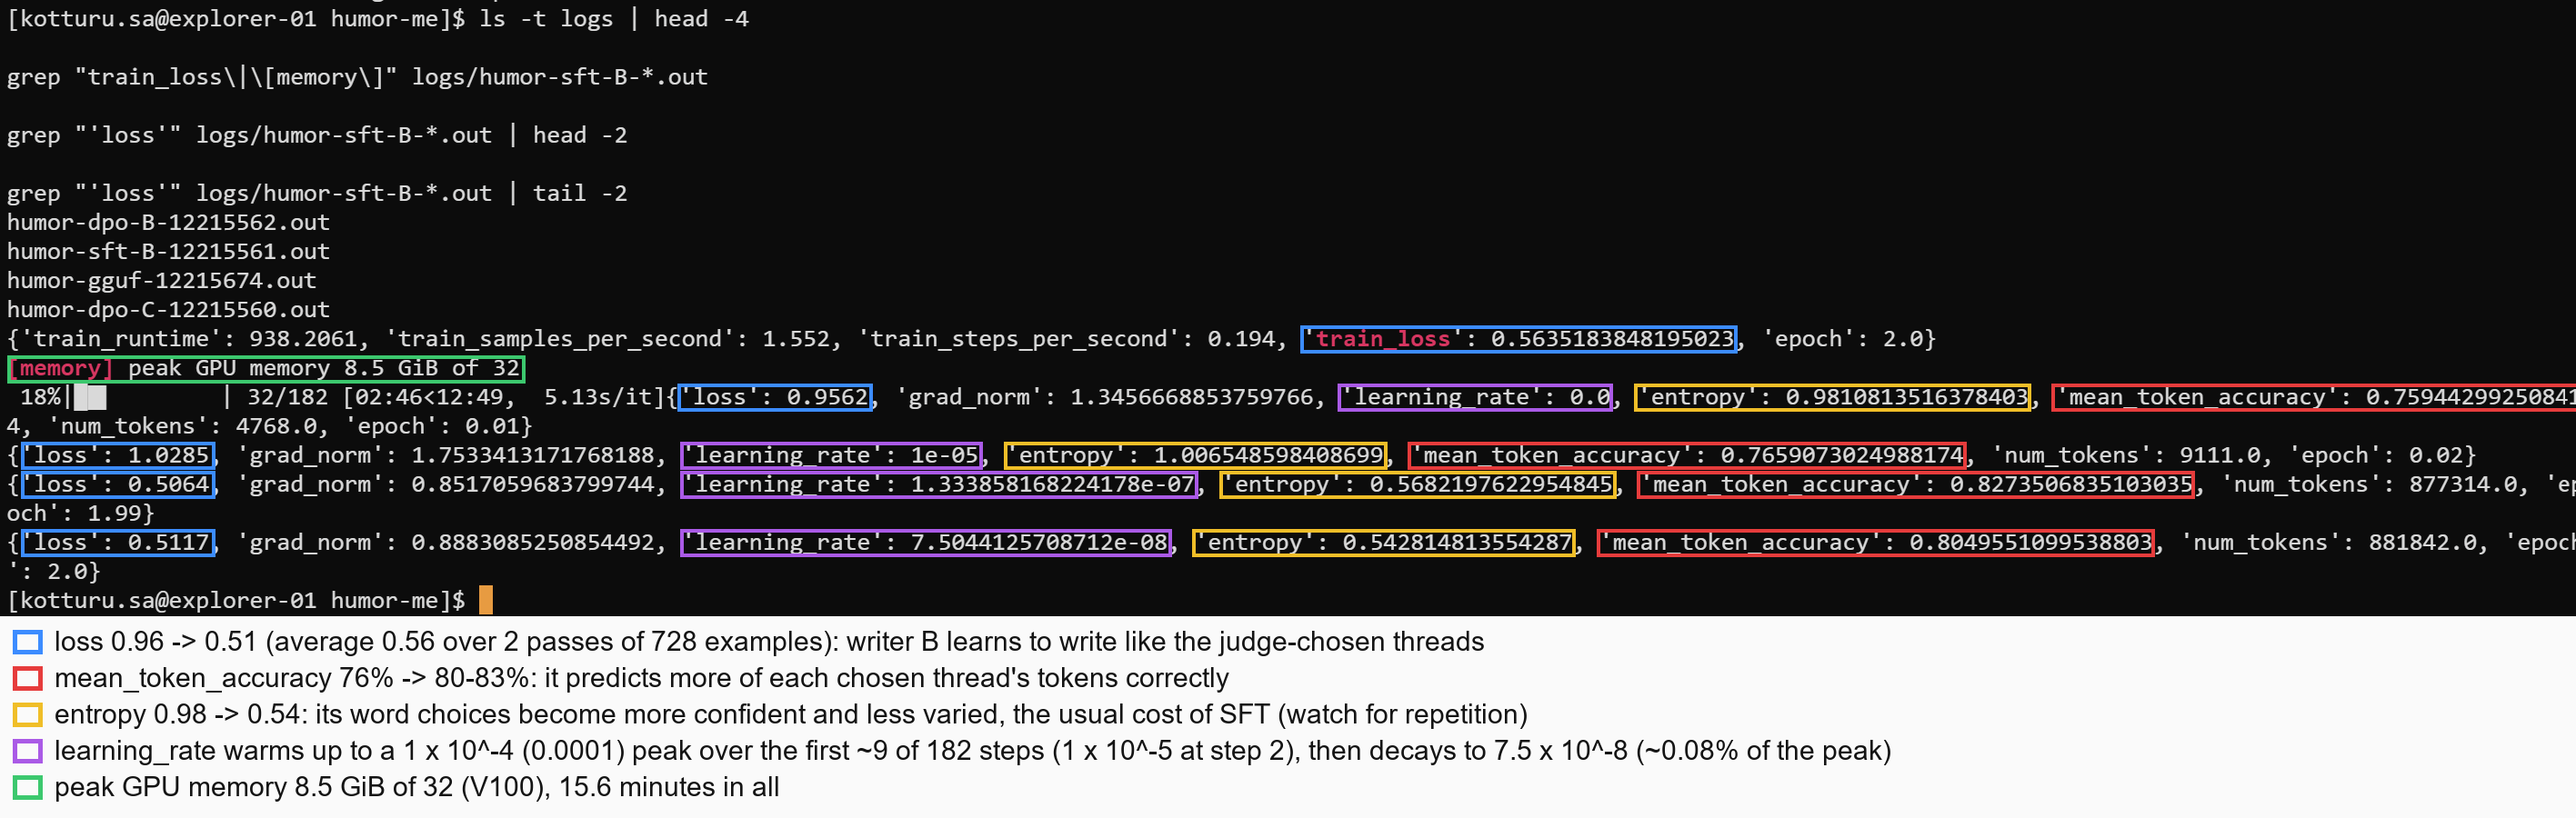 [kotturu.sa@explorer-01 humor-me]$ ls -t logs | head -4
grep "train_loss\|\[memory\]" logs/humor-sft-B-*.out
grep "'loss'" logs/humor-sft-B-*.out | head -2
grep "'loss'" logs/humor-sft-B-*.out | tail -2
humor-dpo-B-12215562.out
humor-sft-B-12215561.out
humor-gguf-12215674.out
humor-dpo-C-12215560.out
{'train_runtime': 938.2061, 'train_samples_per_second': 1.552, 'train_steps_per_second': 0.194, 'train_loss': 0.5635183848195023, 'epoch': 2.0}
[memory] peak GPU memory 8.5 GiB of 32
18%|██        | 32/182 [02:46<12:49,  5.13s/it]{'loss': 0.9562, 'grad_norm': 1.3456668853759766, 'learning_rate': 0.0, 'entropy': 0.9810813516378403, 'mean_token_accuracy': 0.75944299250841
4, 'num_tokens': 4768.0, 'epoch': 0.01}
{'loss': 1.0285, 'grad_norm': 1.7533413171768188, 'learning_rate': 1e-05, 'entropy': 1.006548598408699, 'mean_token_accuracy': 0.7659073024988174, 'num_tokens': 9111.0, 'epoch': 0.02}
{'loss': 0.5064, 'grad_norm': 0.8517059683799744, 'learning_rate': 1.333858168224178e-07, 'entropy': 0.5682197622954845, 'mean_token_accuracy': 0.8273506835103035, 'num_tokens': 877314.0, 'ep
och': 1.99}
{'loss': 0.5117, 'grad_norm': 0.8883085250854492, 'learning_rate': 7.5044125708712e-08, 'entropy': 0.542814813554287, 'mean_token_accuracy': 0.8049551099538803, 'num_tokens': 881842.0, 'epoch
': 2.0}
[kotturu.sa@explorer-01 humor-me]$
loss 0.96 -> 0.51 (average 0.56 over 2 passes of 728 examples): writer B learns to write like the judge-chosen threads
mean_token_accuracy 76% -> 80-83%: it predicts more of each chosen thread's tokens correctly
entropy 0.98 -> 0.54: its word choices become more confident and less varied, the usual cost of SFT (watch for repetition)
learning_rate warms up to a 1 x 10^-4 (0.0001) peak over the first ~9 of 182 steps (1 x 10^-5 at step 2), then decays to 7.5 x 10^-8 (~0.08% of the peak)
peak GPU memory 8.5 GiB of 32 (V100), 15.6 minutes in all